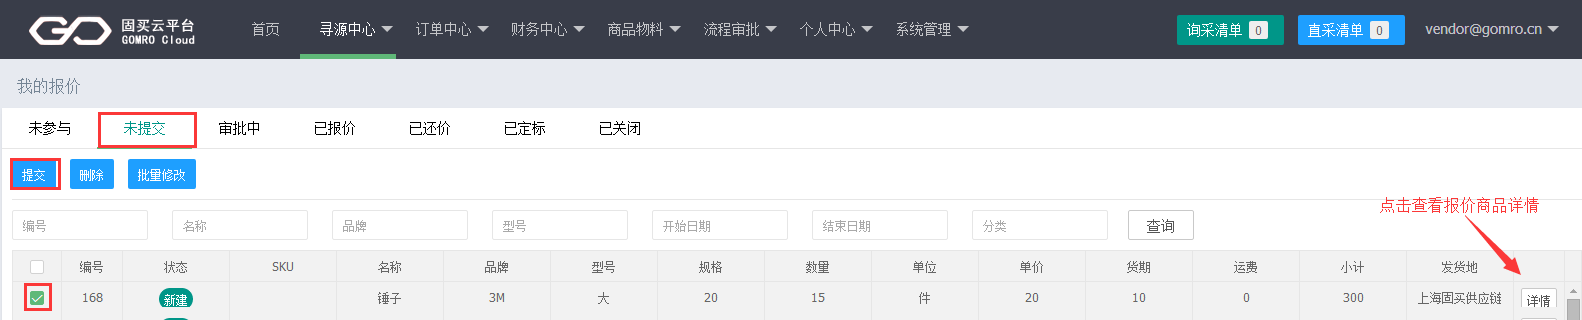 固买云平台
GOMRO Cloud
首页 寻源中心 订单中心 财务中心 商品物料 流程审批 个人中心 系统管理 询采清单 0 直采清单 0 vendor@gomro.cn
我的报价
未参与 未提交 审批中 已报价 已还价 已定标 已关闭
提交 删除 批量修改
点击查看报价商品详情
编号 名称 品牌 型号 开始日期 结束日期 分类 查询
编号 状态 SKU 名称 品牌 型号 规格 数量 单位 单价 货期 运费 小计 发货地
168 新建 锤子 3M 大 20 15 件 20 10 0 300 上海固买供应链 详情